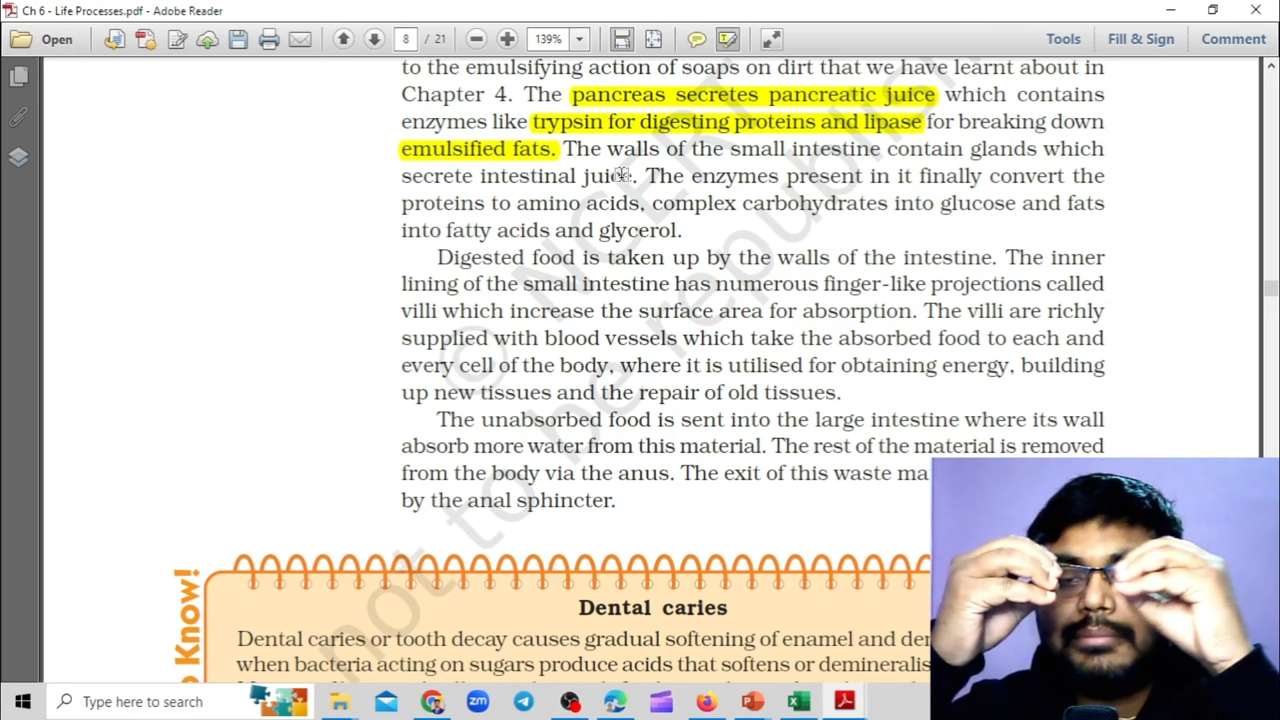 Ch 6 - Life Processes.pdf - Adobe Reader
Open 8 / 21 139% Tools Fill & Sign Comment
to the emulsifying action of soaps on dirt that we have learnt about in
Chapter 4. The pancreas secretes pancreatic juice which contains
enzymes like trypsin for digesting proteins and lipase for breaking down
emulsified fats. The walls of the small intestine contain glands which
secrete intestinal juice. The enzymes present in it finally convert the
proteins to amino acids, complex carbohydrates into glucose and fats
into fatty acids and glycerol.
Digested food is taken up by the walls of the intestine. The inner
lining of the small intestine has numerous finger-like projections called
villi which increase the surface area for absorption. The villi are richly
supplied with blood vessels which take the absorbed food to each and
every cell of the body, where it is utilised for obtaining energy, building
up new tissues and the repair of old tissues.
The unabsorbed food is sent into the large intestine where its wall
absorb more water from this material. The rest of the material is removed
from the body via the anus. The exit of this waste ma
by the anal sphincter.
© NCERT
not to be republish
Know!
Dental caries
Dental caries or tooth decay causes gradual softening of enamel and der
when bacteria acting on sugars produce acids that softens or demineralis
Type here to search
zm